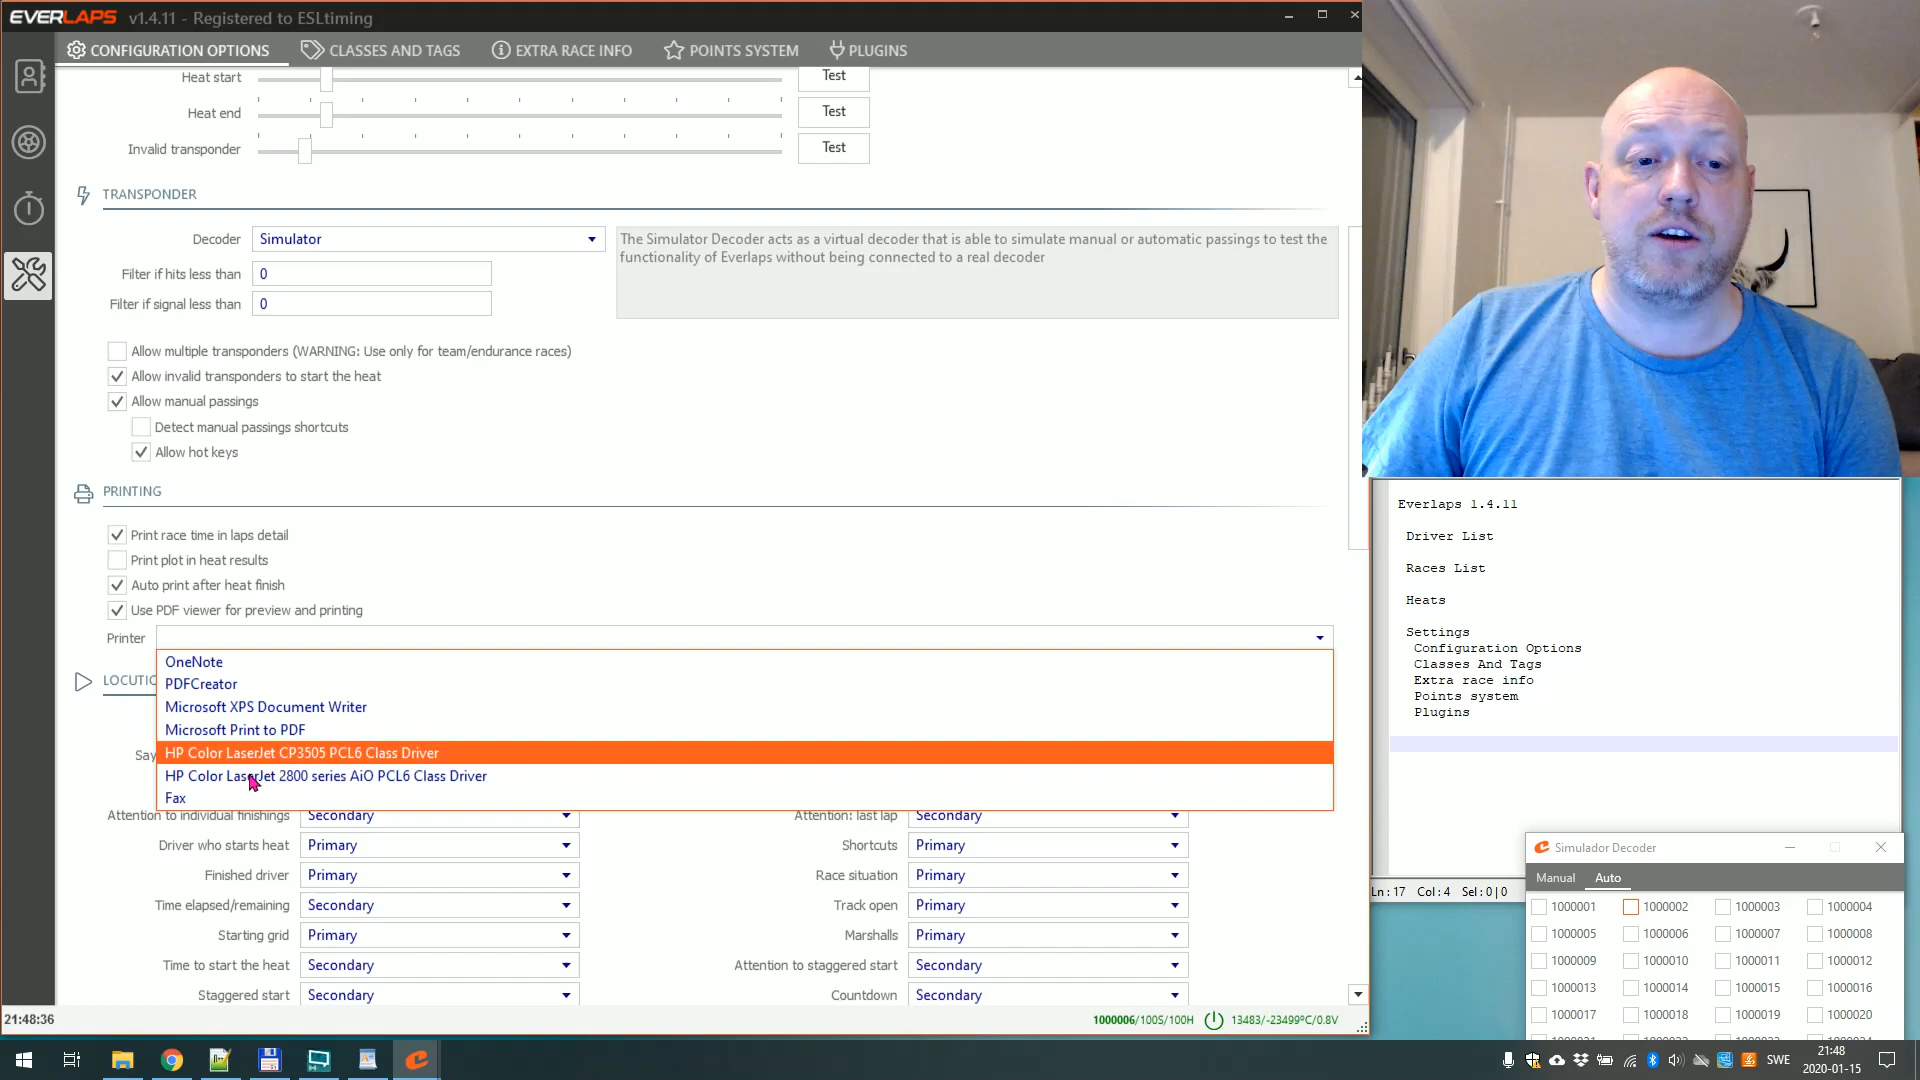 EVERLAPS v1.4.11 - Registered to ESLtiming
CONFIGURATION OPTIONS CLASSES AND TAGS EXTRA RACE INFO POINTS SYSTEM PLUGINS
Heat start Test
Heat end Test
Invalid transponder Test
TRANSPONDER
Decoder Simulator
The Simulator Decoder acts as a virtual decoder that is able to simulate manual or automatic passings to test the
functionality of Everlaps without being connected to a real decoder
Filter if hits less than 0
Filter if signal less than 0
Allow multiple transponders (WARNING: Use only for team/endurance races)
Allow invalid transponders to start the heat
Allow manual passings
Detect manual passings shortcuts
Allow hot keys
PRINTING
Print race time in laps detail
Print plot in heat results
Auto print after heat finish
Use PDF viewer for preview and printing
Printer
OneNote
LOCUTIO
PDFCreator
Microsoft XPS Document Writer
Microsoft Print to PDF
Say
HP Color LaserJet CP3505 PCL6 Class Driver
HP Color LaserJet 2800 series AiO PCL6 Class Driver
Fax
Attention to individual finishings Secondary Attention: last lap Secondary
Driver who starts heat Primary Shortcuts Primary
Finished driver Primary Race situation Primary
Time elapsed/remaining Secondary Track open Primary
Starting grid Primary Marshalls Primary
Time to start the heat Secondary Attention to staggered start Secondary
Staggered start Secondary Countdown Secondary
21:48:36 1000006/100S/100H 13483/-23499ºC/0.8V
Everlaps 1.4.11
Driver List
Races List
Heats
Settings
Configuration Options
Classes And Tags
Extra race info
Points system
Plugins
Ln:17 Col:4 Sel:0|0
Simulador Decoder
Manual Auto
1000001 1000002 1000003 1000004
1000005 1000006 1000007 1000008
1000009 1000010 1000011 1000012
1000013 1000014 1000015 1000016
1000017 1000018 1000019 1000020
SWE 21:48
2020-01-15